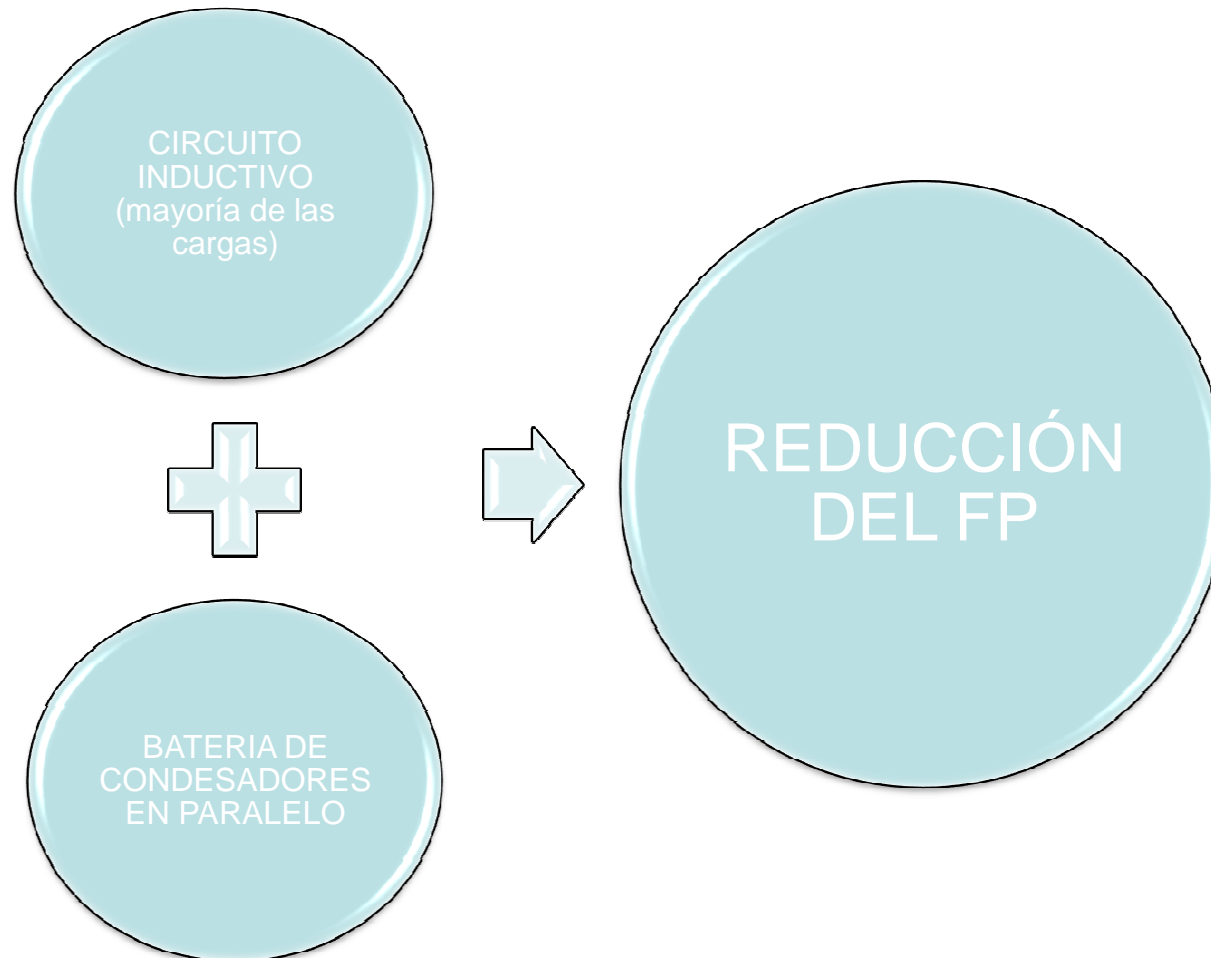 CIRCUITO
INDUCTIVO
(mayoría de las
cargas)
BATERIA DE
CONDESADORES
EN PARALELO
REDUCCIÓN
DEL FP